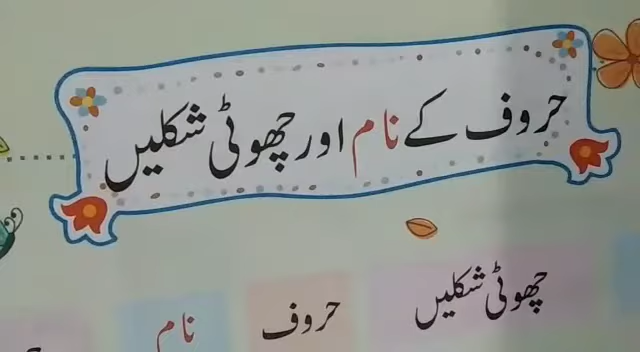 حروف کے نام اور چھوٹی شکلیں
چھوٹی شکلیں
حروف
نام